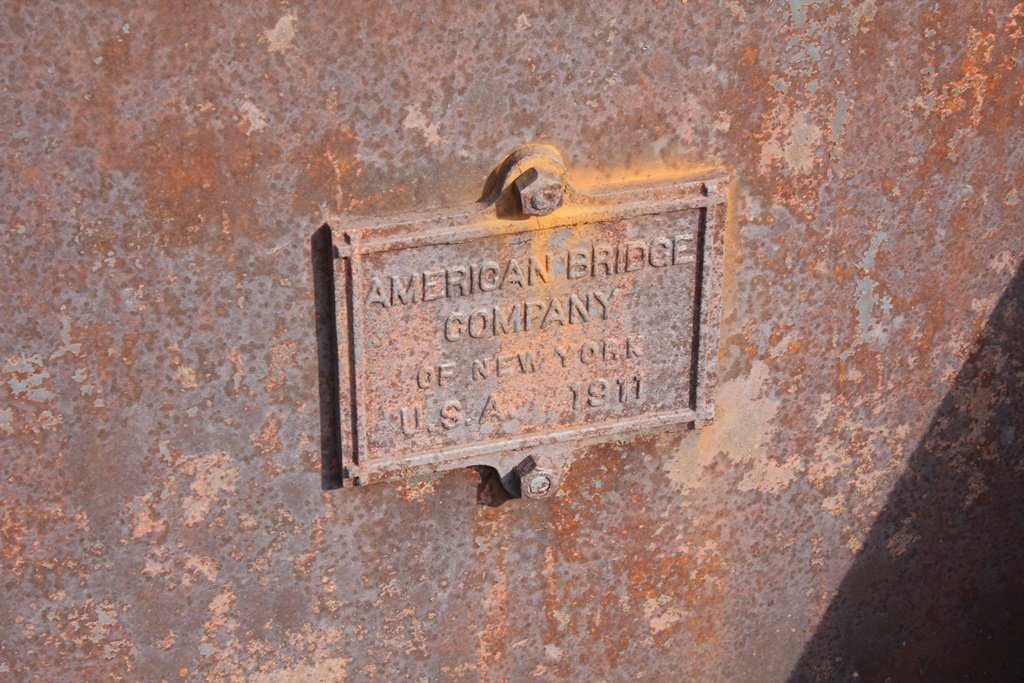 AMERICAN BRIDGE
COMPANY
OF NEW YORK
U.S.A. 1911